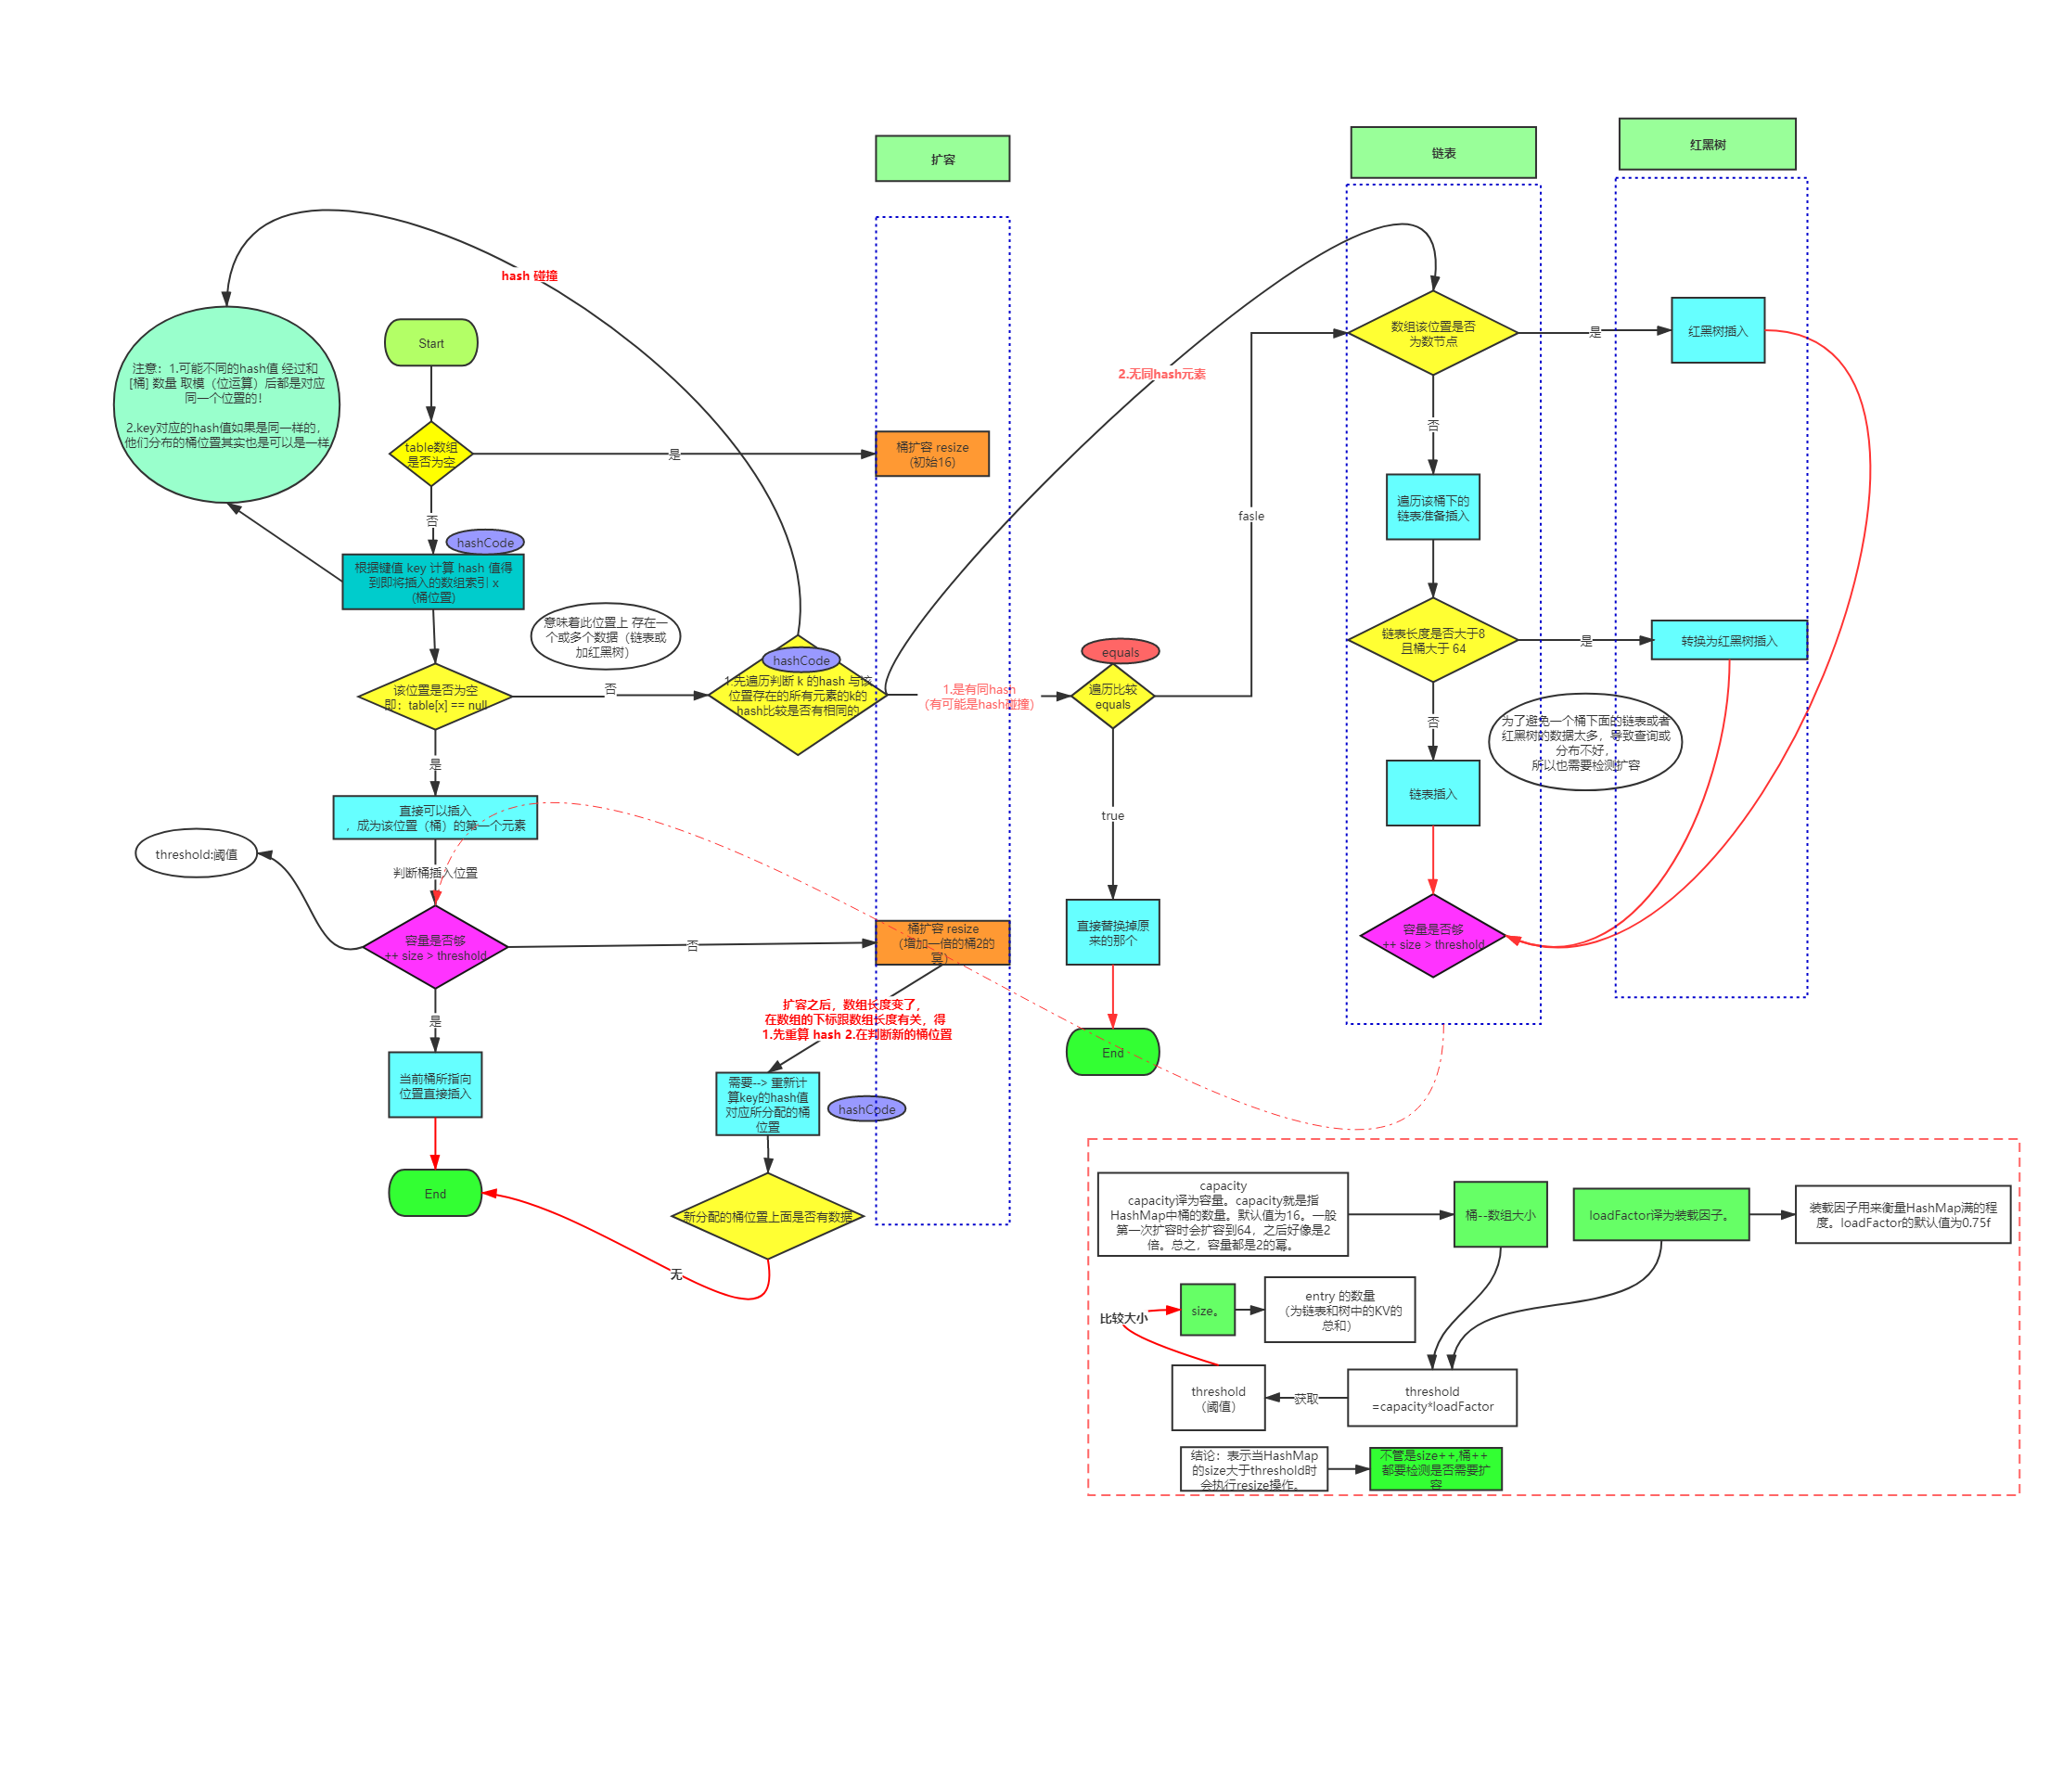 扩容
链表
红黑树
hash 碰撞
Start
注意：1.可能不同的hash值 经过和
[桶] 数量 取模（位运算）后都是对应
同一个位置的！
2.key对应的hash值如果是同一样的，
他们分布的桶位置其实也是可以是一样
table数组
是否为空
是
桶扩容 resize
(初始16)
否
hashCode
根据键值 key 计算 hash 值得
到即将插入的数组索引 x
(桶位置)
意味着此位置上 存在一
个或多个数据（链表或
加红黑树）
该位置是否为空
即：table[x] == null
否
hashCode
1.先遍历判断 k 的hash 与该
位置存在的所有元素的k的
hash比较是否有相同的
1.是有同hash
(有可能是hash碰撞)
2.无同hash元素
equals
遍历比较
equals
fasle
true
直接替换掉原
来的那个
End
数组该位置是否
为数节点
是
红黑树插入
否
遍历该桶下的
链表准备插入
链表长度是否大于8
且桶大于 64
是
转换为红黑树插入
否
为了避免一个桶下面的链表或者
红黑树的数据太多，导致查询或
分布不好，
所以也需要检测扩容
链表插入
容量是否够
++ size > threshold
是
直接可以插入
，成为该位置（桶）的第一个元素
threshold:阈值
判断桶插入位置
容量是否够
++ size > threshold
否
桶扩容 resize
（增加一倍的桶2的
冥）
扩容之后，数组长度变了，
在数组的下标跟数组长度有关，得
1.先重算 hash 2.在判断新的桶位置
是
当前桶所指向
位置直接插入
需要--> 重新计
算key的hash值
对应所分配的桶
位置
hashCode
End
新分配的桶位置上面是否有数据
无
capacity
capacity译为容量。capacity就是指
HashMap中桶的数量。默认值为16。一般
第一次扩容时会扩容到64，之后好像是2
倍。总之，容量都是2的幂。
桶--数组大小
loadFactor译为装载因子。
装载因子用来衡量HashMap满的程
度。loadFactor的默认值为0.75f
比较大小
size。
entry 的数量
（为链表和树中的KV的
总和）
threshold
（阈值）
获取
threshold
=capacity*loadFactor
结论：表示当HashMap
的size大于threshold时
会执行resize操作。
不管是size++,桶++
都要检测是否需要扩
容